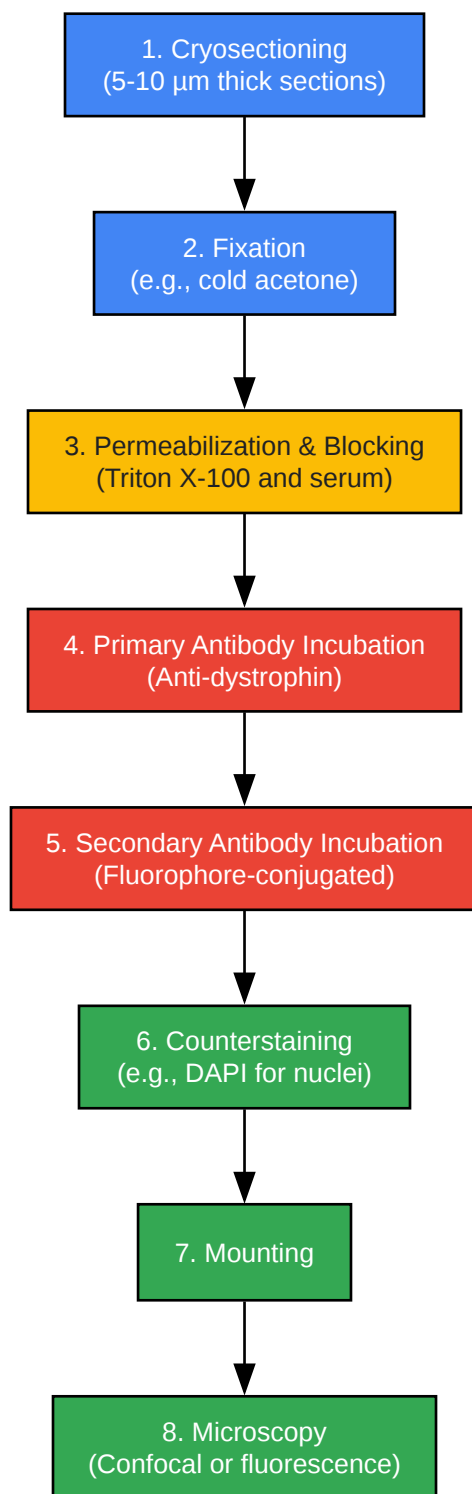 1. Cryosectioning
(5-10 µm thick sections)
2. Fixation
(e.g., cold acetone)
3. Permeabilization & Blocking
(Triton X-100 and serum)
4. Primary Antibody Incubation
(Anti-dystrophin)
5. Secondary Antibody Incubation
(Fluorophore-conjugated)
6. Counterstaining
(e.g., DAPI for nuclei)
7. Mounting
8. Microscopy
(Confocal or fluorescence)